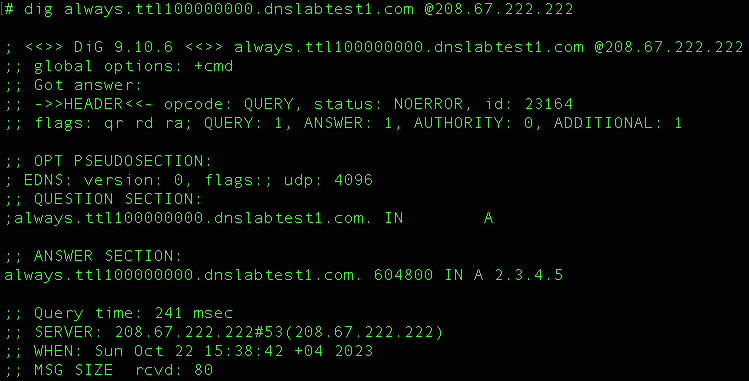 # dig always.ttl100000000.dnslabtest1.com @208.67.222.222
; <<>> DiG 9.10.6 <<>> always.ttl100000000.dnslabtest1.com @208.67.222.222
;; global options: +cmd
;; Got answer:
;; ->>HEADER<<- opcode: QUERY, status: NOERROR, id: 23164
;; flags: qr rd ra; QUERY: 1, ANSWER: 1, AUTHORITY: 0, ADDITIONAL: 1
;; OPT PSEUDOSECTION:
; EDNS: version: 0, flags:; udp: 4096
;; QUESTION SECTION:
;always.ttl100000000.dnslabtest1.com. IN A
;; ANSWER SECTION:
always.ttl100000000.dnslabtest1.com. 604800 IN A 2.3.4.5
;; Query time: 241 msec
;; SERVER: 208.67.222.222#53(208.67.222.222)
;; WHEN: Sun Oct 22 15:38:42 +04 2023
;; MSG SIZE rcvd: 80